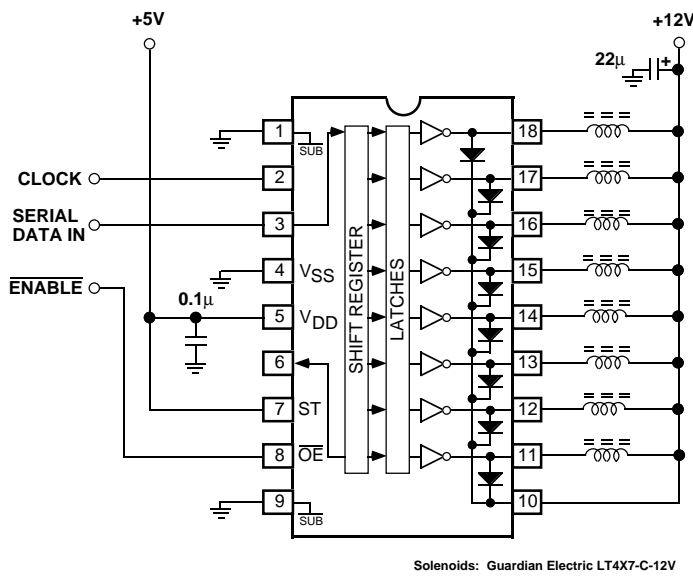 +5V
+12V
22μ
+
1
SUB
18
CLOCK
2
17
SERIAL
DATA IN
3
16
ENABLE
4
VSS
15
0.1μ
5
VDD
14
6
13
7
ST
12
8
OE
11
9
SUB
10
SHIFT REGISTER
LATCHES
Solenoids: Guardian Electric LT4X7-C-12V